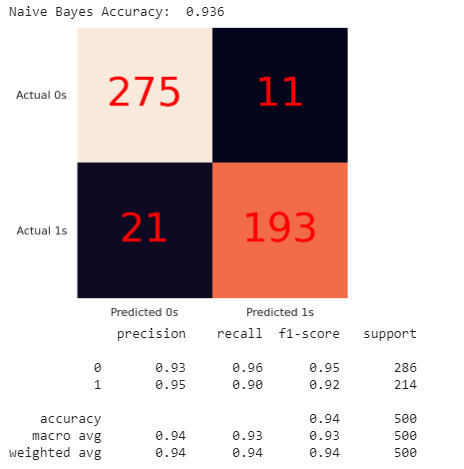 Naive Bayes Accuracy:  0.936
Actual 0s 275 11
Actual 1s 21 193
Predicted 0s Predicted 1s
precision recall f1-score support
0 0.93 0.96 0.95 286
1 0.95 0.90 0.92 214
accuracy 0.94 500
macro avg 0.94 0.93 0.93 500
weighted avg 0.94 0.94 0.94 500